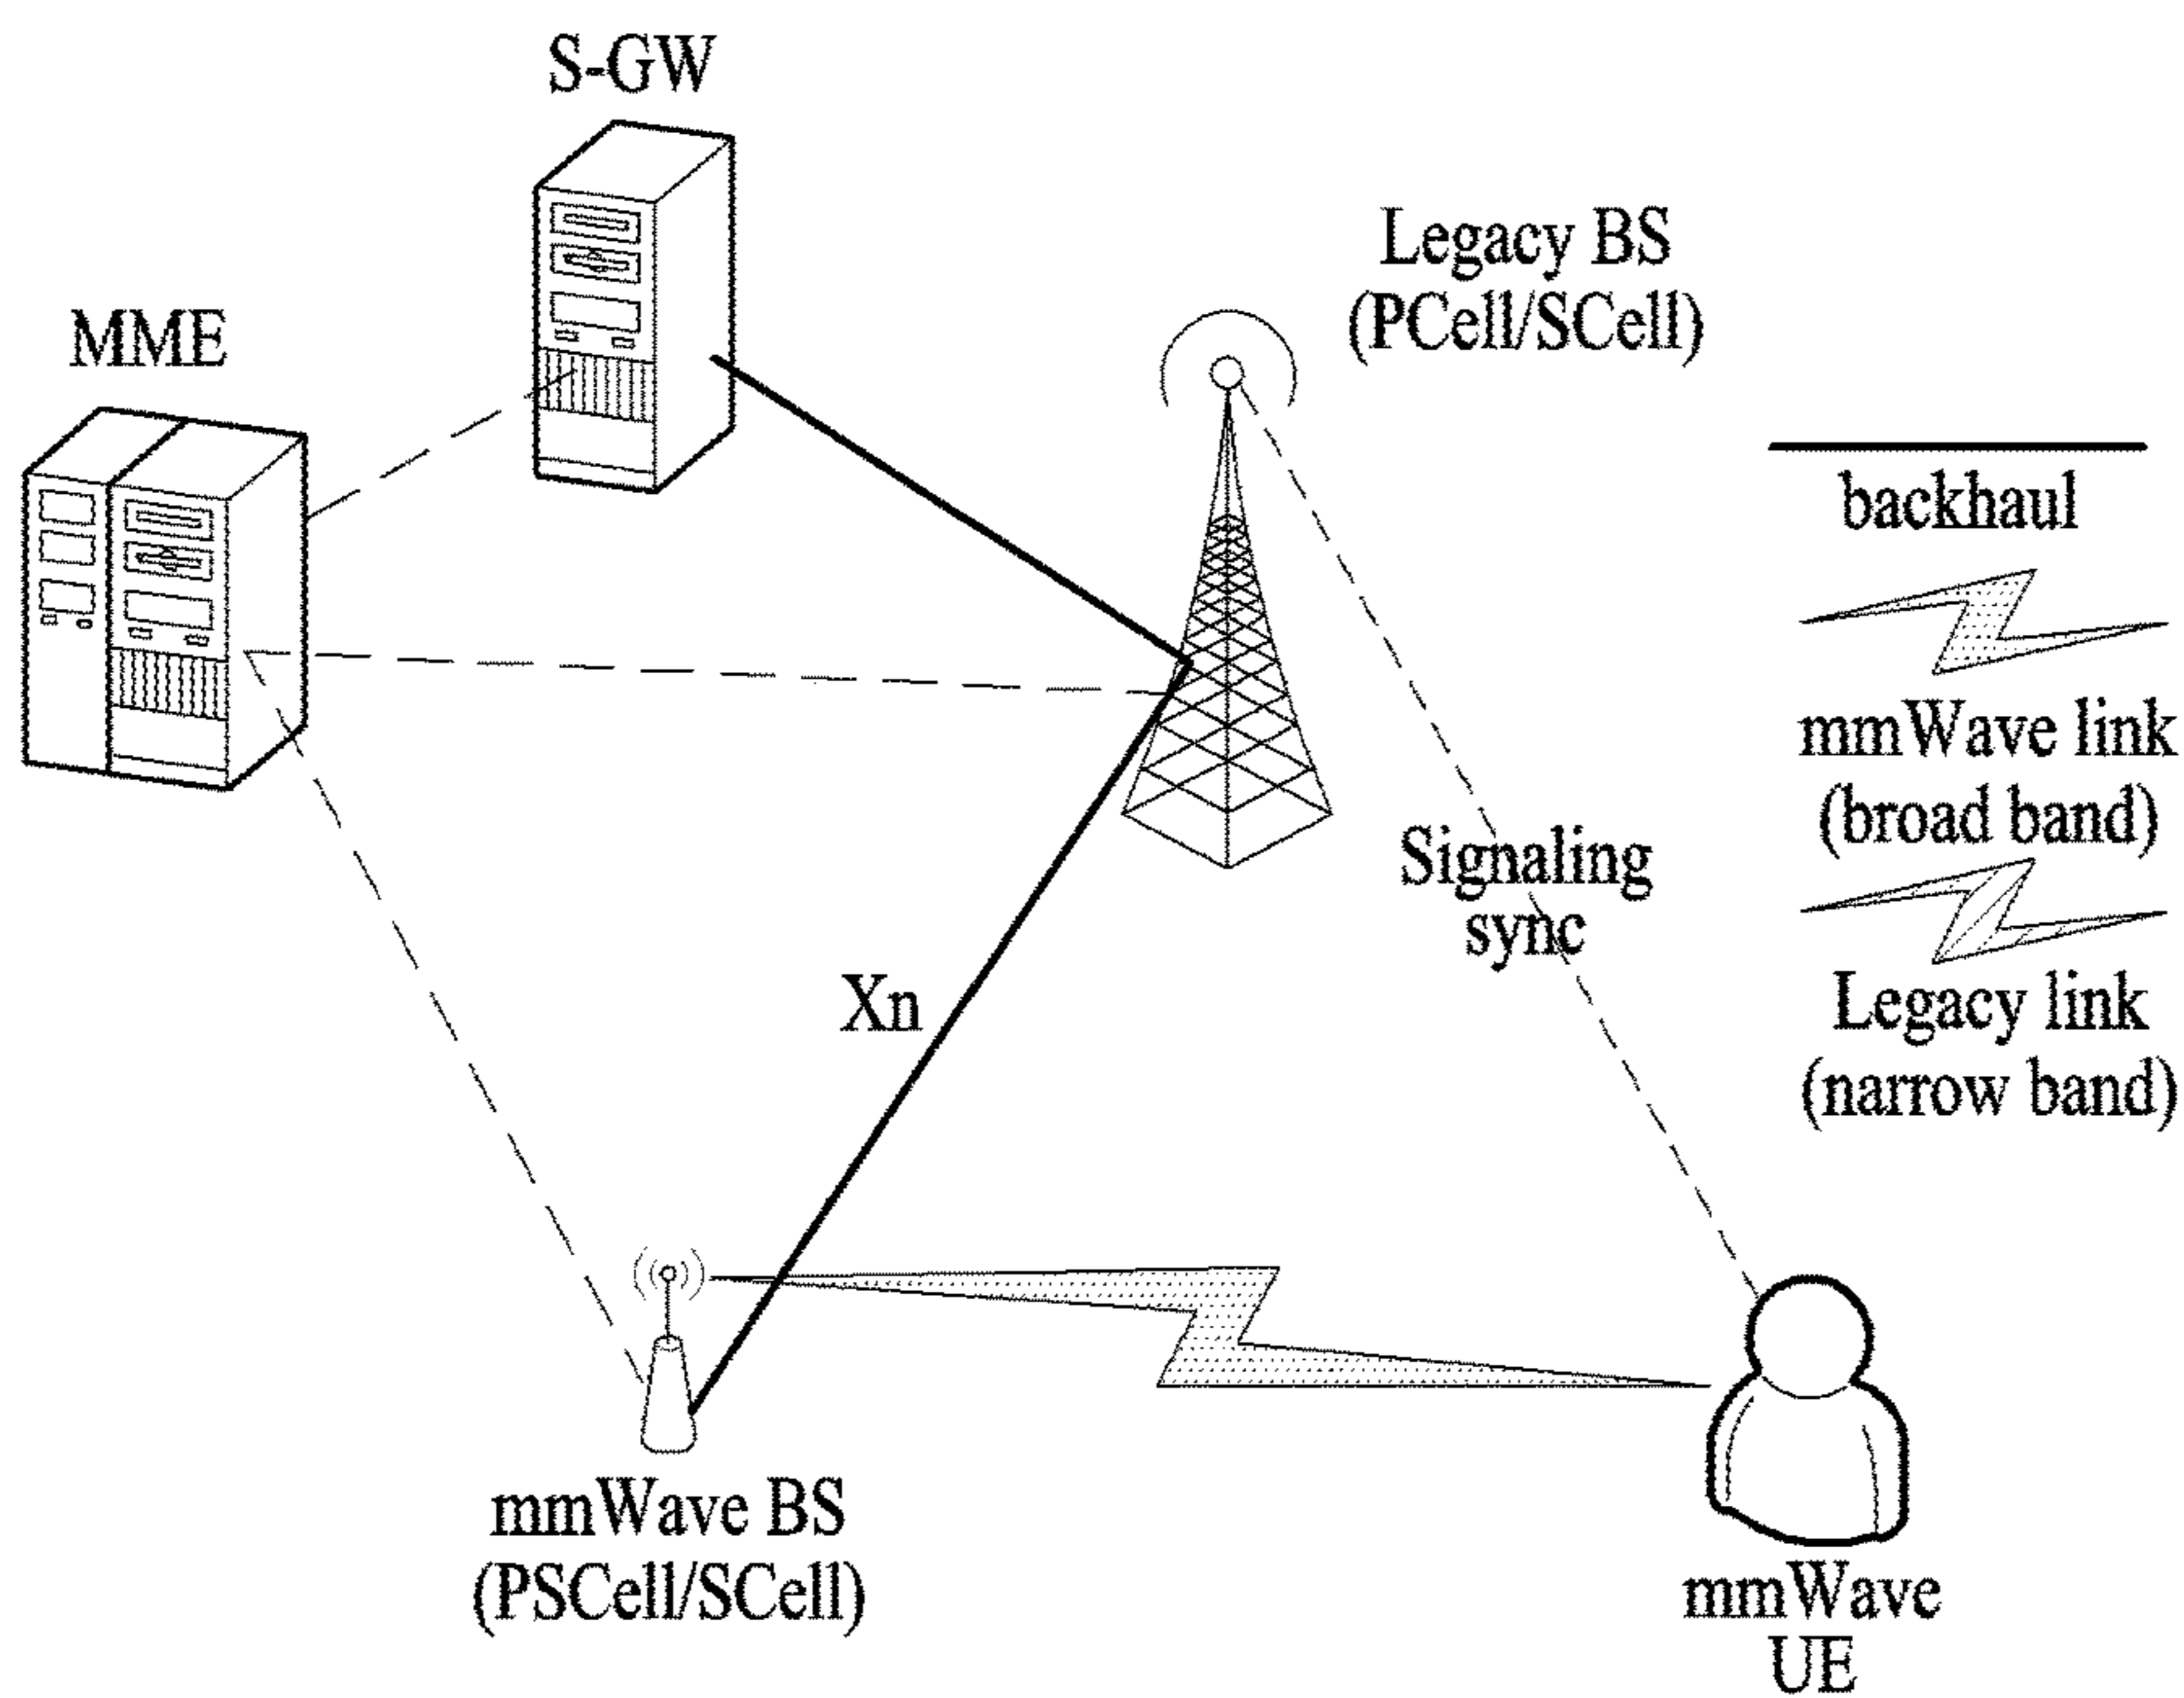 S-GW
MME
Legacy BS
(PCell/SCell)
backhaul
mmWave link
(broad band)
Signaling
sync
Legacy link
(narrow band)
Xn
mmWave BS
(PSCell/SCell)
mmWave
UE